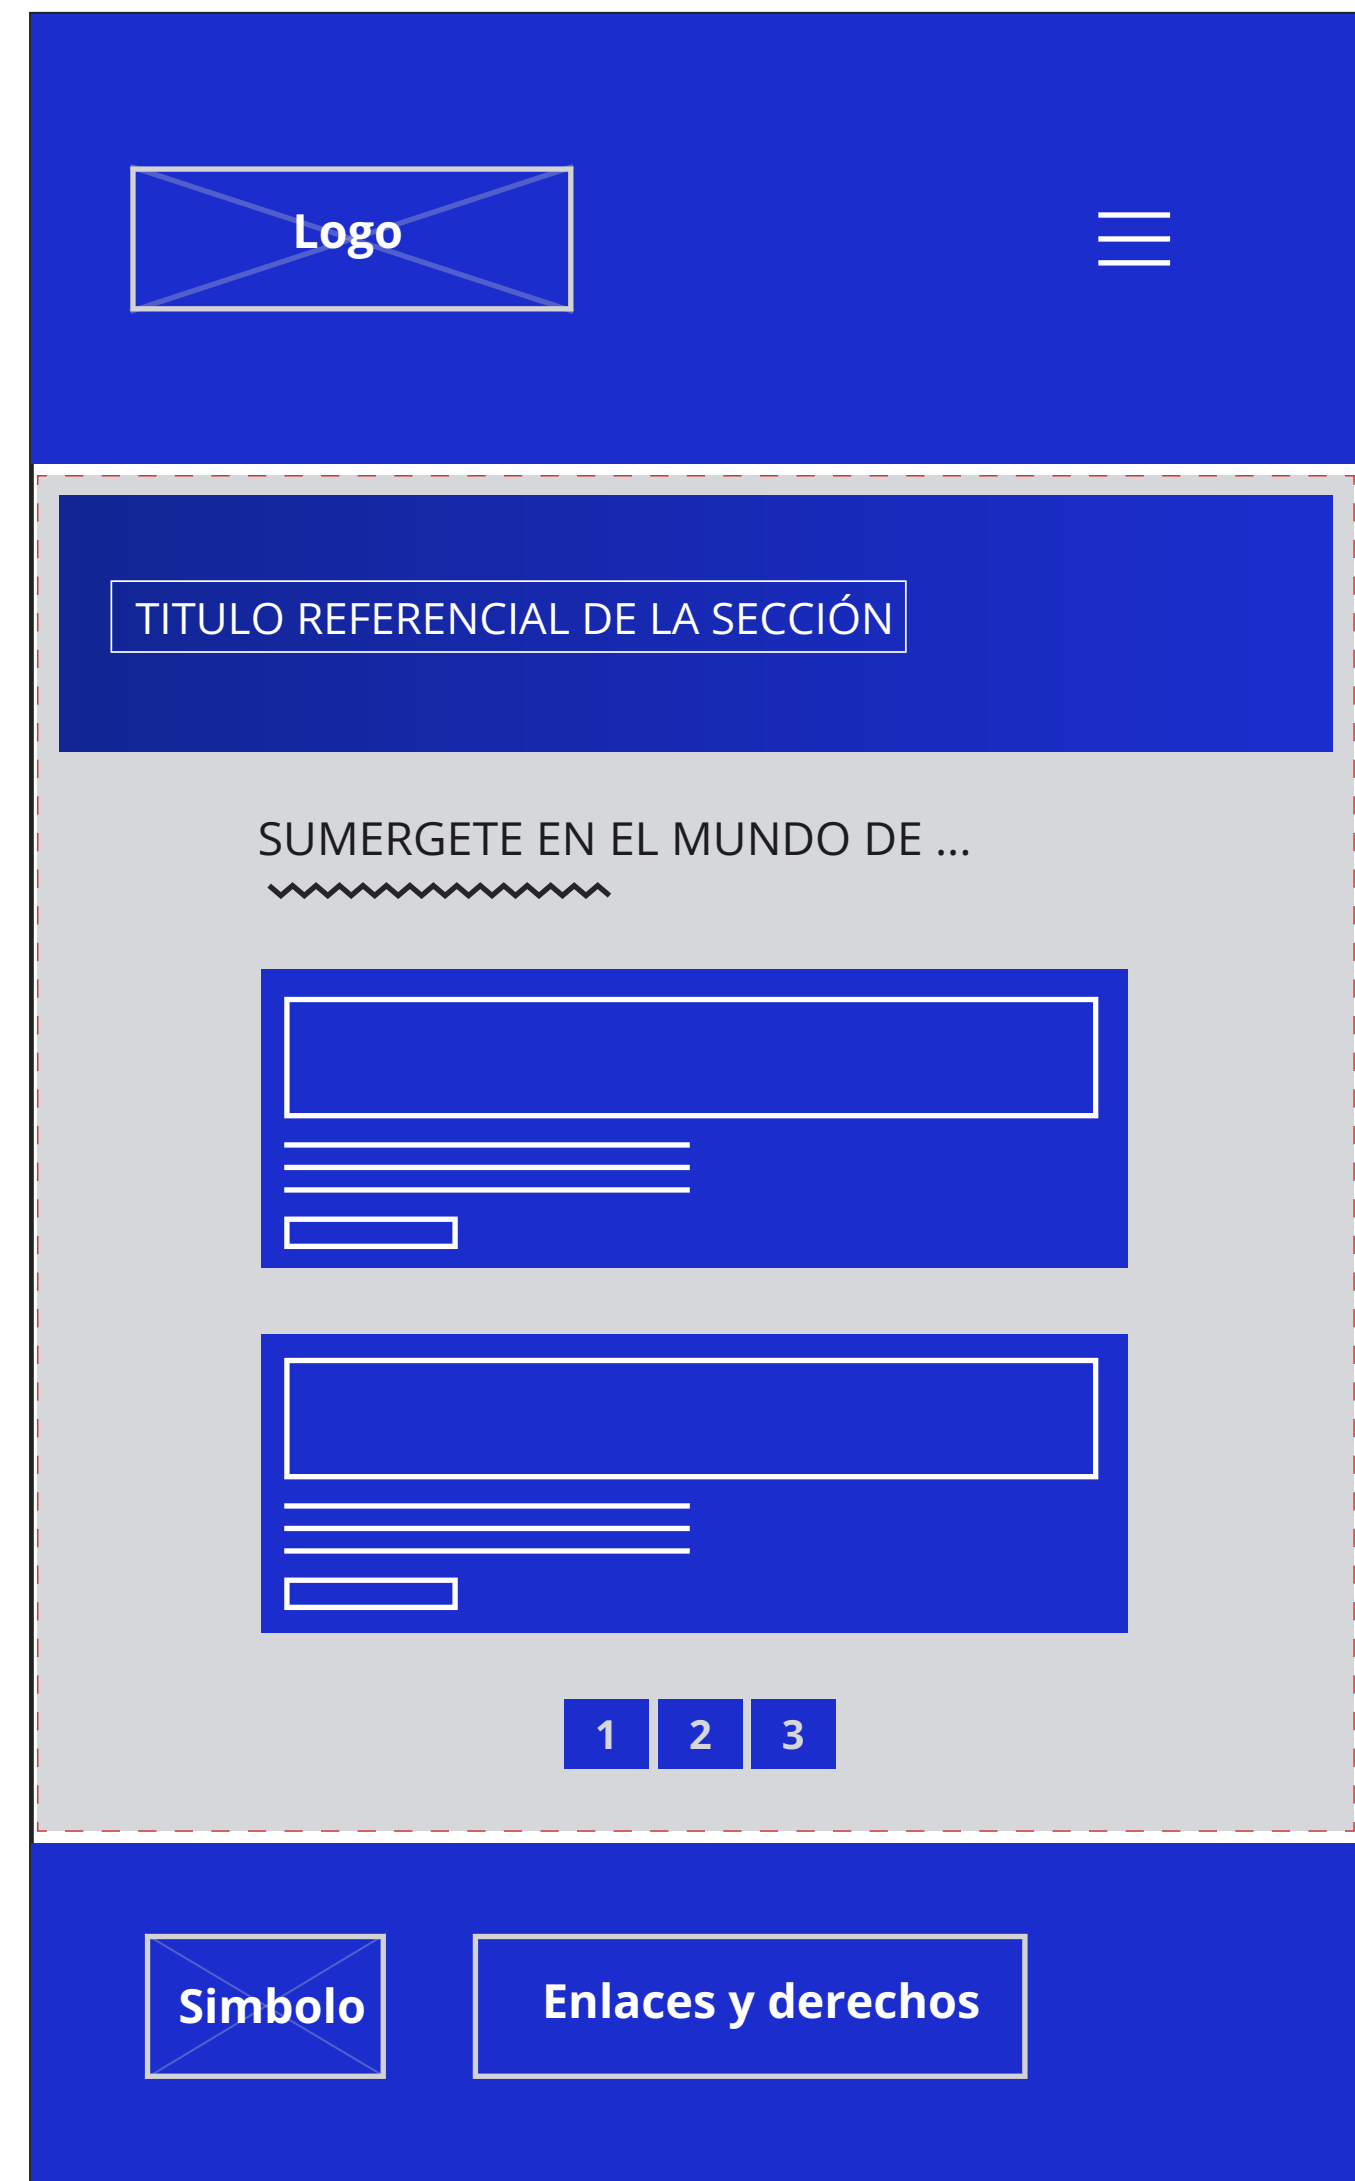 Logo
TITULO REFERENCIAL DE LA SECCIÓN
SUMERGETE EN EL MUNDO DE ...
1 2 3
Simbolo
Enlaces y derechos